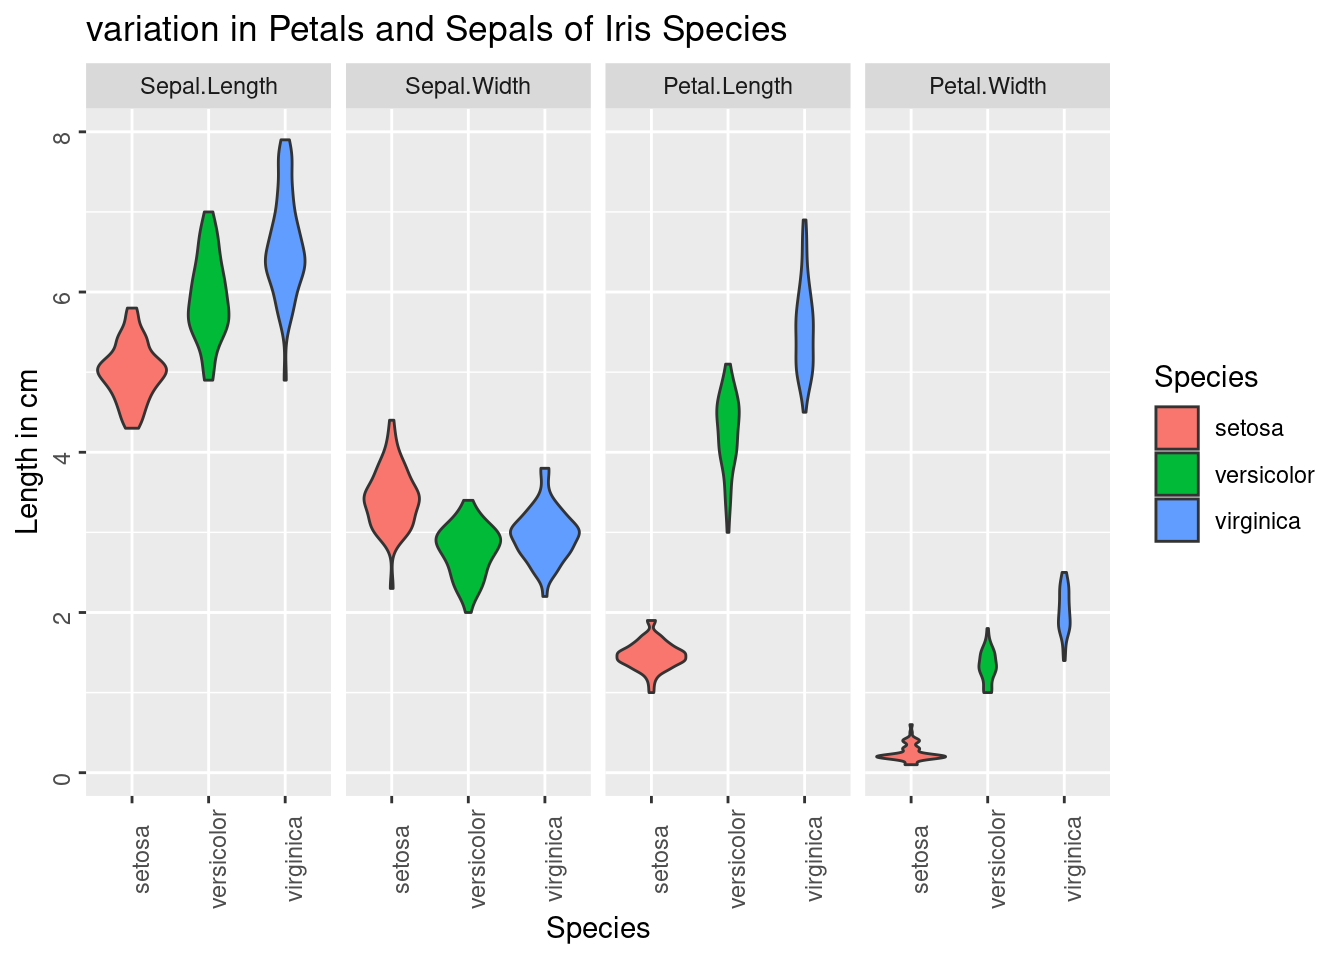 variation in Petals and Sepals of Iris Species
Sepal.Length
Sepal.Width
Petal.Length
Petal.Width
8
6
4
2
0
Length in cm
setosa
versicolor
virginica
setosa
versicolor
virginica
setosa
versicolor
virginica
setosa
versicolor
virginica
Species
Species
setosa
versicolor
virginica